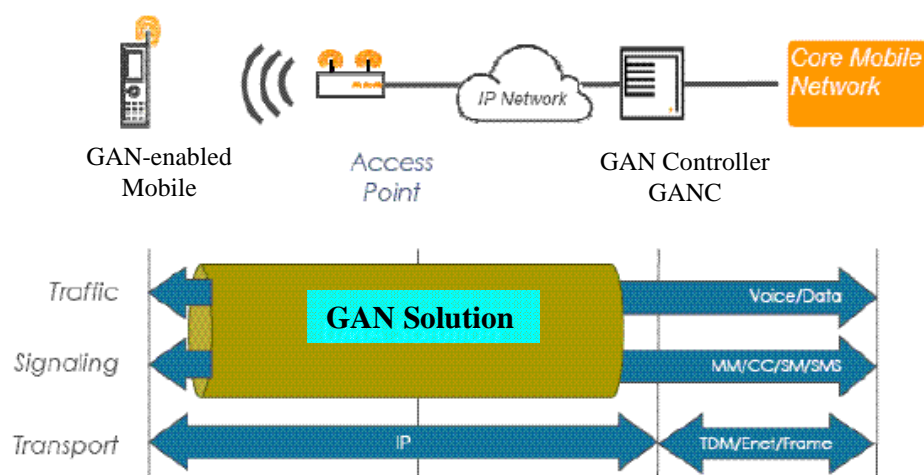 Core Mobile
Network
IP Network
GAN-enabled
Mobile
Access
Point
GAN Controller
GANC
Traffic
Voice/Data
GAN Solution
Signaling
MM/CC/SM/SMS
Transport
IP
TDM/Enet/Frame